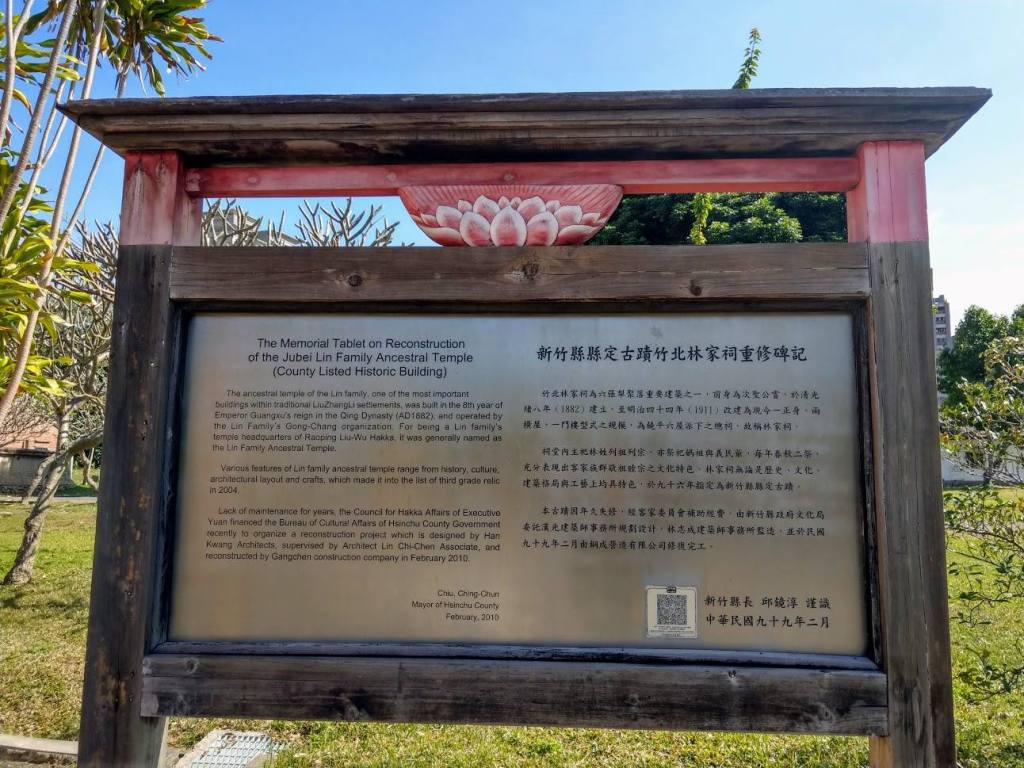 The Memorial Tablet on Reconstruction
of the Jubei Lin Family Ancestral Temple
(County Listed Historic Building)
The ancestral temple of the Lin family, one of the most important
buildings within traditional LiuZhangLi settlements, was built in the 8th year of
Emperor Guangxu's reign in the Qing Dynasty (AD1882), and operated by
the Lin Family's Gong-Chang organization. For being a Lin family's
temple headquarters of Raoping Liu-Wu Hakka, it was generally named as
the Lin Family Ancestral Temple.
Various features of Lin family ancestral temple range from history, culture,
architectural layout and crafts, which made it into the list of third grade relic
in 2004.
Lack of maintenance for years, the Council for Hakka Affairs of Executive
Yuan financed the Bureau of Cultural Affairs of Hsinchu County Government
recently to organize a reconstruction project which is designed by Han
Kwang Architects, supervised by Architect Lin Chi-Chen Associate, and
reconstructed by Gangchen construction company in February 2010.
Chiu, Ching-Chun
Mayor of Hsinchu County
February, 2010
新竹縣縣定古蹟竹北林家祠重修碑記
竹北林家祠為六張犁聚落重要建築之一，前身為次聖公嘗，於清光
緒八年（1882）建立，至明治四十四年（1911）改建為現今一正身，兩
橫屋，一門樓型式之規模，為饒平六屋派下之總祠，故稱林家祠。
祠堂內主祀林姓列祖列宗，亦祭祀媽祖與義民爺，每年春秋二祭，
充分表現出客家族群敬祖睦宗之文化特色。林家祠無論是歷史、文化、
建築格局與工藝上均具特色，於九十六年指定為新竹縣縣定古蹟。
本古蹟因年久失修，經客家委員會補助經費，由新竹縣政府文化局
委託漢光建築師事務所規劃設計，林志成建築師事務所監造，並於民國
九十九年二月由鋼成營造有限公司修復完工。
新竹縣長 邱鏡淳 謹識
中華民國九十九年二月